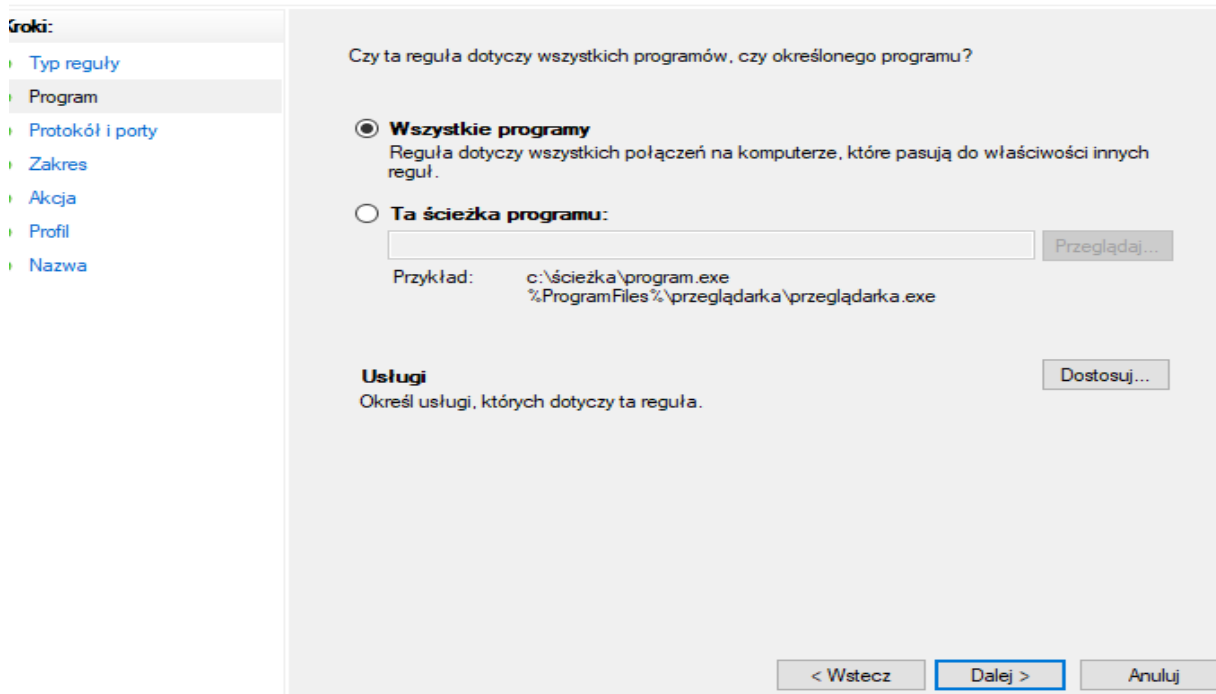 Kroki:
Typ reguły
Program
Protokół i porty
Zakres
Akcja
Profil
Nazwa
Czy ta reguła dotyczy wszystkich programów, czy określonego programu?
Wszystkie programy
Reguła dotyczy wszystkich połączeń na komputerze, które pasują do właściwości innych
reguł.
Ta ścieżka programu:
Przeglądaj...
Przykład: c:\ścieżka\program.exe
%ProgramFiles%\przeglądarka\przeglądarka.exe
Usługi
Dostosuj...
Określ usługi, których dotyczy ta reguła.
< Wstecz Dalej > Anuluj